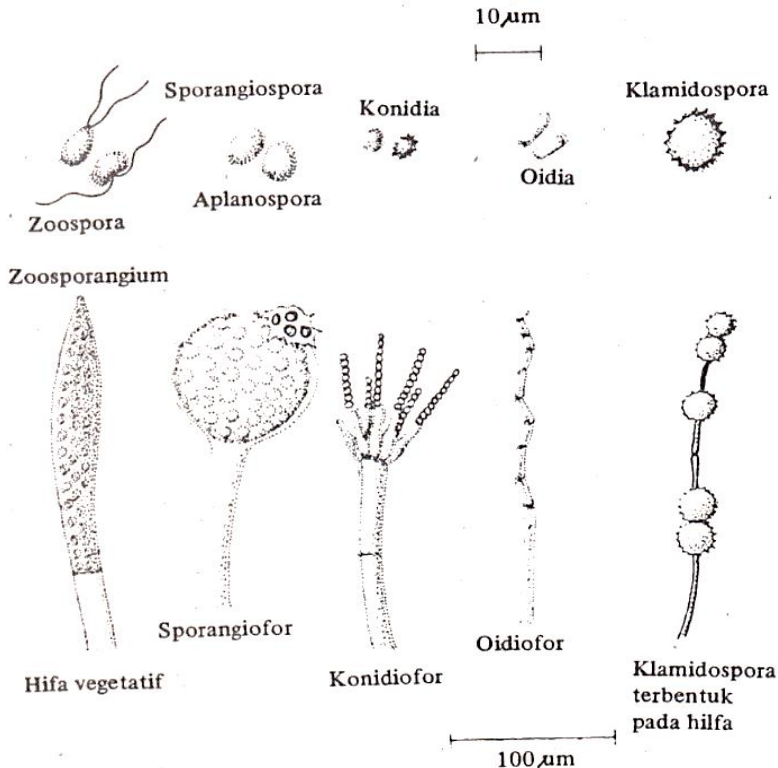 10 µm
Sporangiospora
Konidia
Klamidospora
Oidia
Aplanospora
Zoospora
Zoosporangium
Sporangiofor
Oidiofor
Hifa vegetatif
Konidiofor
Klamidospora
terbentuk
pada hilfa
100 µm